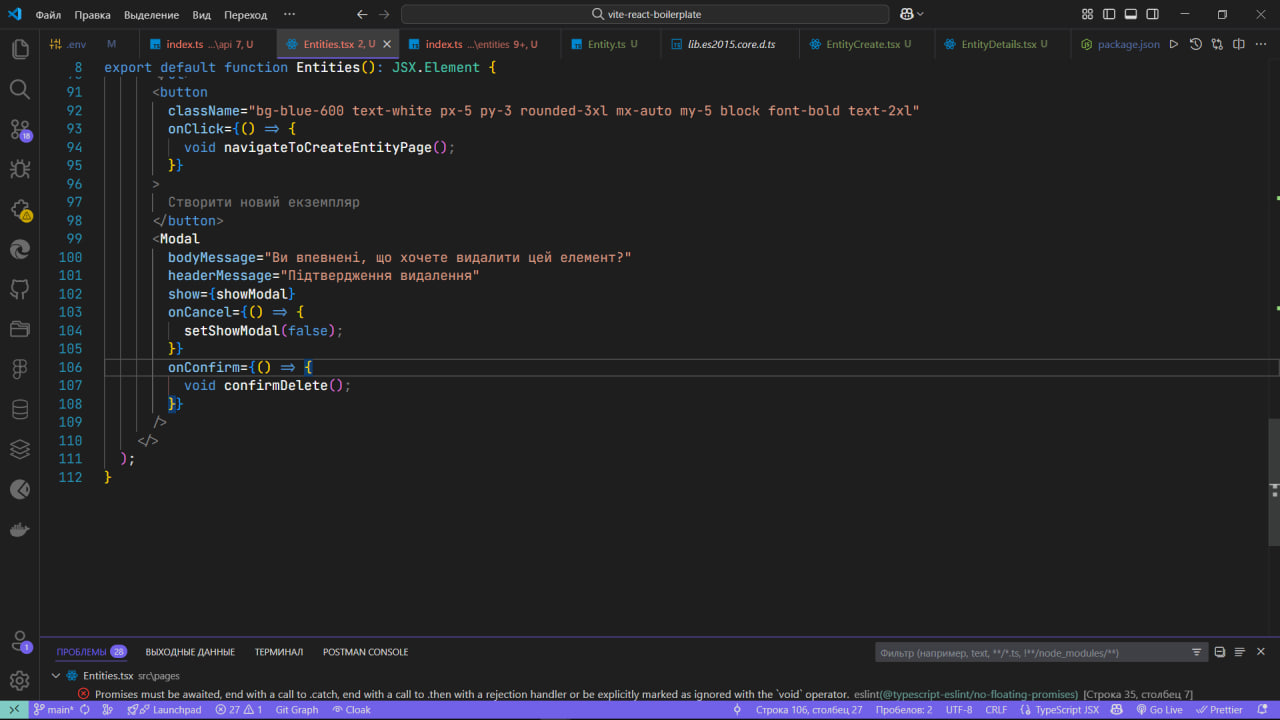 Файл Правка Выделение Вид Переход ··· vite-react-boilerplate
.env M index.ts ...\api 7, U Entities.tsx 2, U index.ts ...\entities 9+, U Entity.ts U lib.es2015.core.d.ts EntityCreate.tsx U EntityDetails.tsx U package.json
8 export default function Entities(): JSX.Element {
91 <button
92 className="bg-blue-600 text-white px-5 py-3 rounded-3xl mx-auto my-5 block font-bold text-2xl"
93 onClick={() => {
94 void navigateToCreateEntityPage();
95 }}
96 >
97 Створити новий екземпляр
98 </button>
99 <Modal
100 bodyMessage="Ви впевнені, що хочете видалити цей елемент?"
101 headerMessage="Підтвердження видалення"
102 show={showModal}
103 onCancel={() => {
104 setShowModal(false);
105 }}
106 onConfirm={() => {
107 void confirmDelete();
108 }}
109 />
110 </>
111 );
112 }
18
1
ПРОБЛЕМЫ 28 ВЫХОДНЫЕ ДАННЫЕ ТЕРМИНАЛ POSTMAN CONSOLE Фильтр (например, text, **/*.ts, !**/node_modules/**)
Entities.tsx src\pages
Promises must be awaited, end with a call to .catch, end with a call to .then with a rejection handler or be explicitly marked as ignored with the `void` operator. eslint(@typescript-eslint/no-floating-promises) [Строка 35, столбец 7]
main* Launchpad 27 1 Git Graph Cloak Строка 106, столбец 27 Пробелов: 2 UTF-8 CRLF TypeScript JSX Go Live Prettier